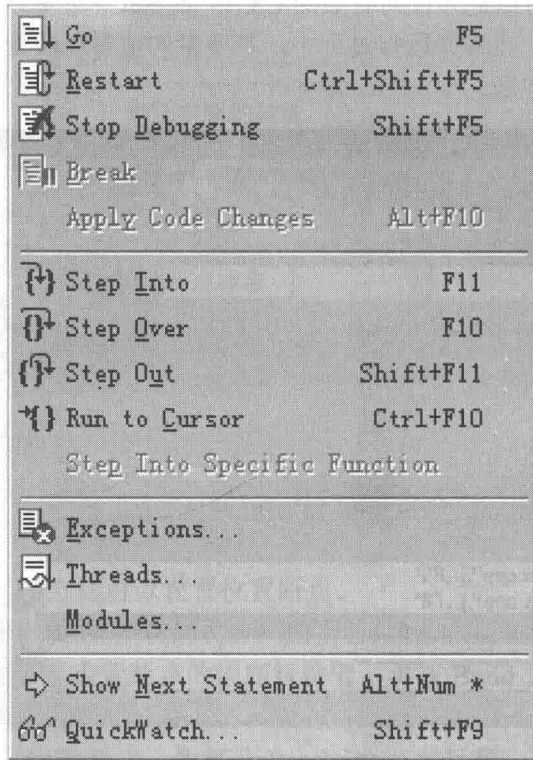 Go F5
Restart Ctrl+Shift+F5
Stop Debugging Shift+F5
Break
Apply Code Changes Alt+F10
Step Into F11
Step Over F10
Step Out Shift+F11
Run to Cursor Ctrl+F10
Step Into Specific Function
Exceptions...
Threads...
Modules...
Show Next Statement Alt+Num *
QuickWatch... Shift+F9